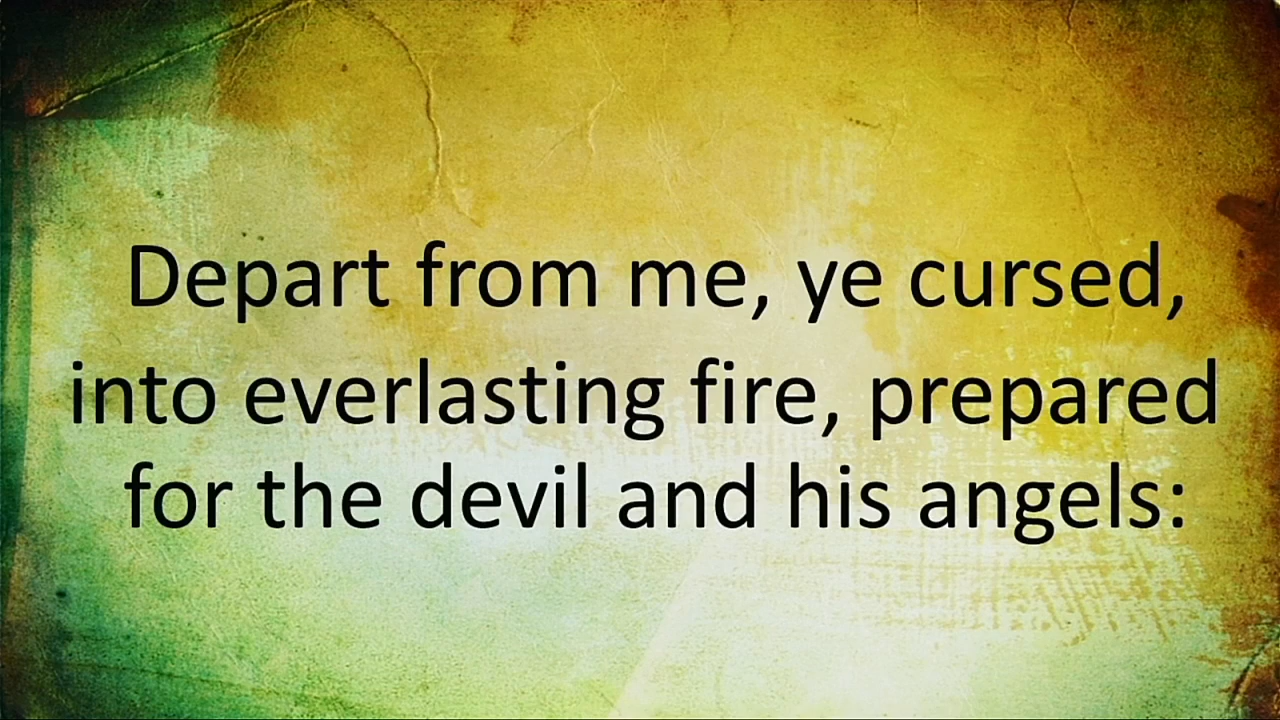 Depart from me, ye cursed,
into everlasting fire, prepared
for the devil and his angels: